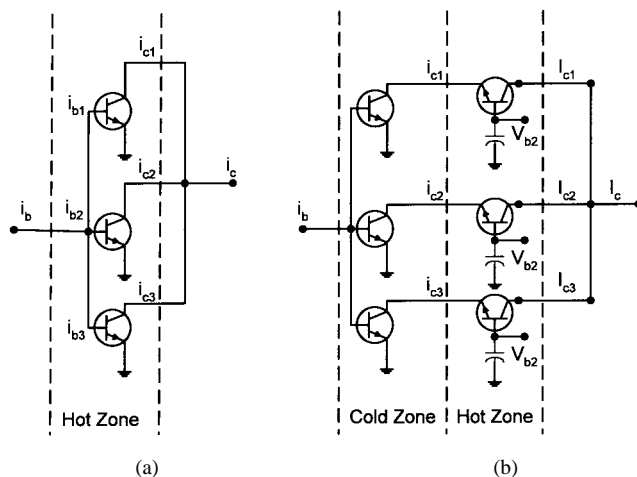 i_c1
i_b1
i_c2
i_c
i_b
i_b2
i_c3
i_b3
Hot Zone
(a)
i_c1
I_c1
V_b2
i_c2
I_c2
I_c
i_b
V_b2
i_c3
I_c3
V_b2
Cold Zone
Hot Zone
(b)